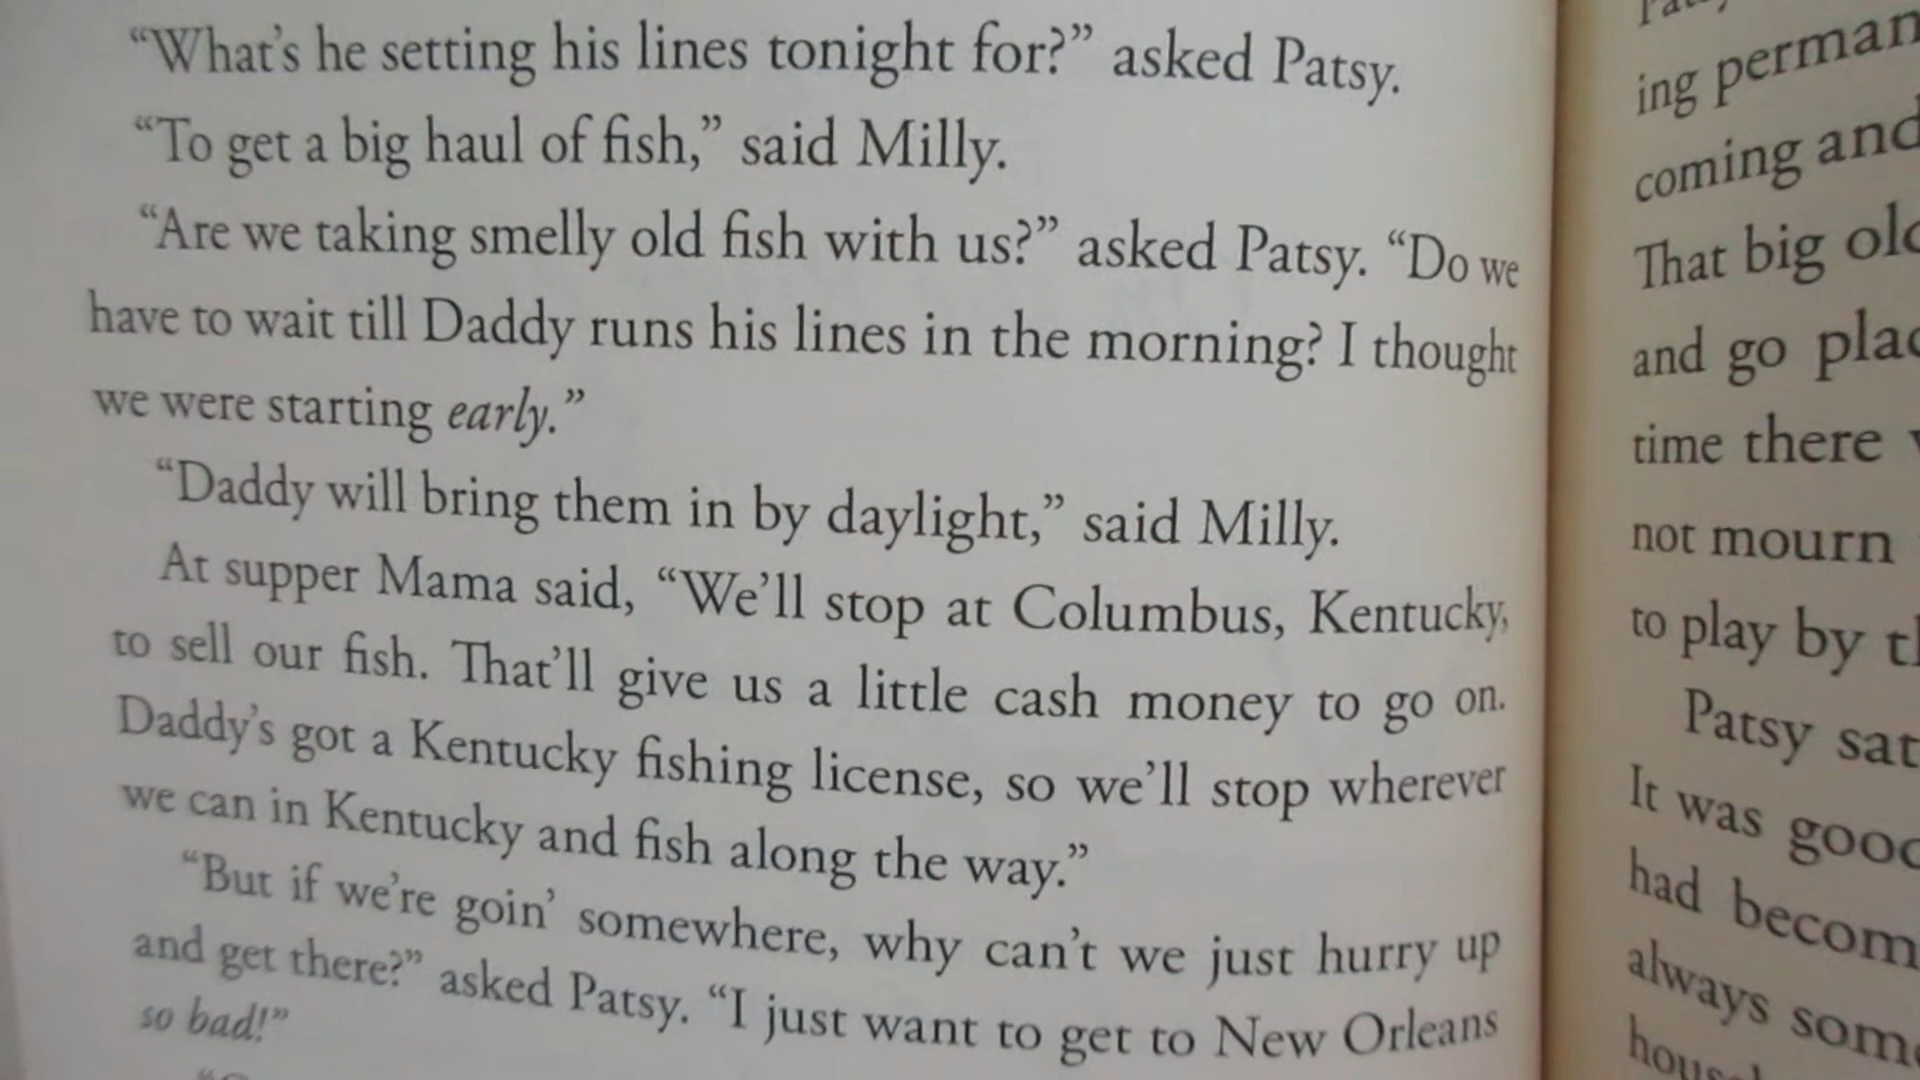 “What’s he setting his lines tonight for?” asked Patsy.
“To get a big haul of fish,” said Milly.
“Are we taking smelly old fish with us?” asked Patsy. “Do we
have to wait till Daddy runs his lines in the morning? I thought
we were starting early.”
“Daddy will bring them in by daylight,” said Milly.
At supper Mama said, “We’ll stop at Columbus, Kentucky,
to sell our fish. That’ll give us a little cash money to go on.
Daddy’s got a Kentucky fishing license, so we’ll stop wherever
we can in Kentucky and fish along the way.”
“But if we’re goin’ somewhere, why can’t we just hurry up
and get there?” asked Patsy. “I just want to get to New Orleans
so bad!”
ing
coming and
That big
and go
time there
not mourn
to play by
Patsy sat
It was
had
always